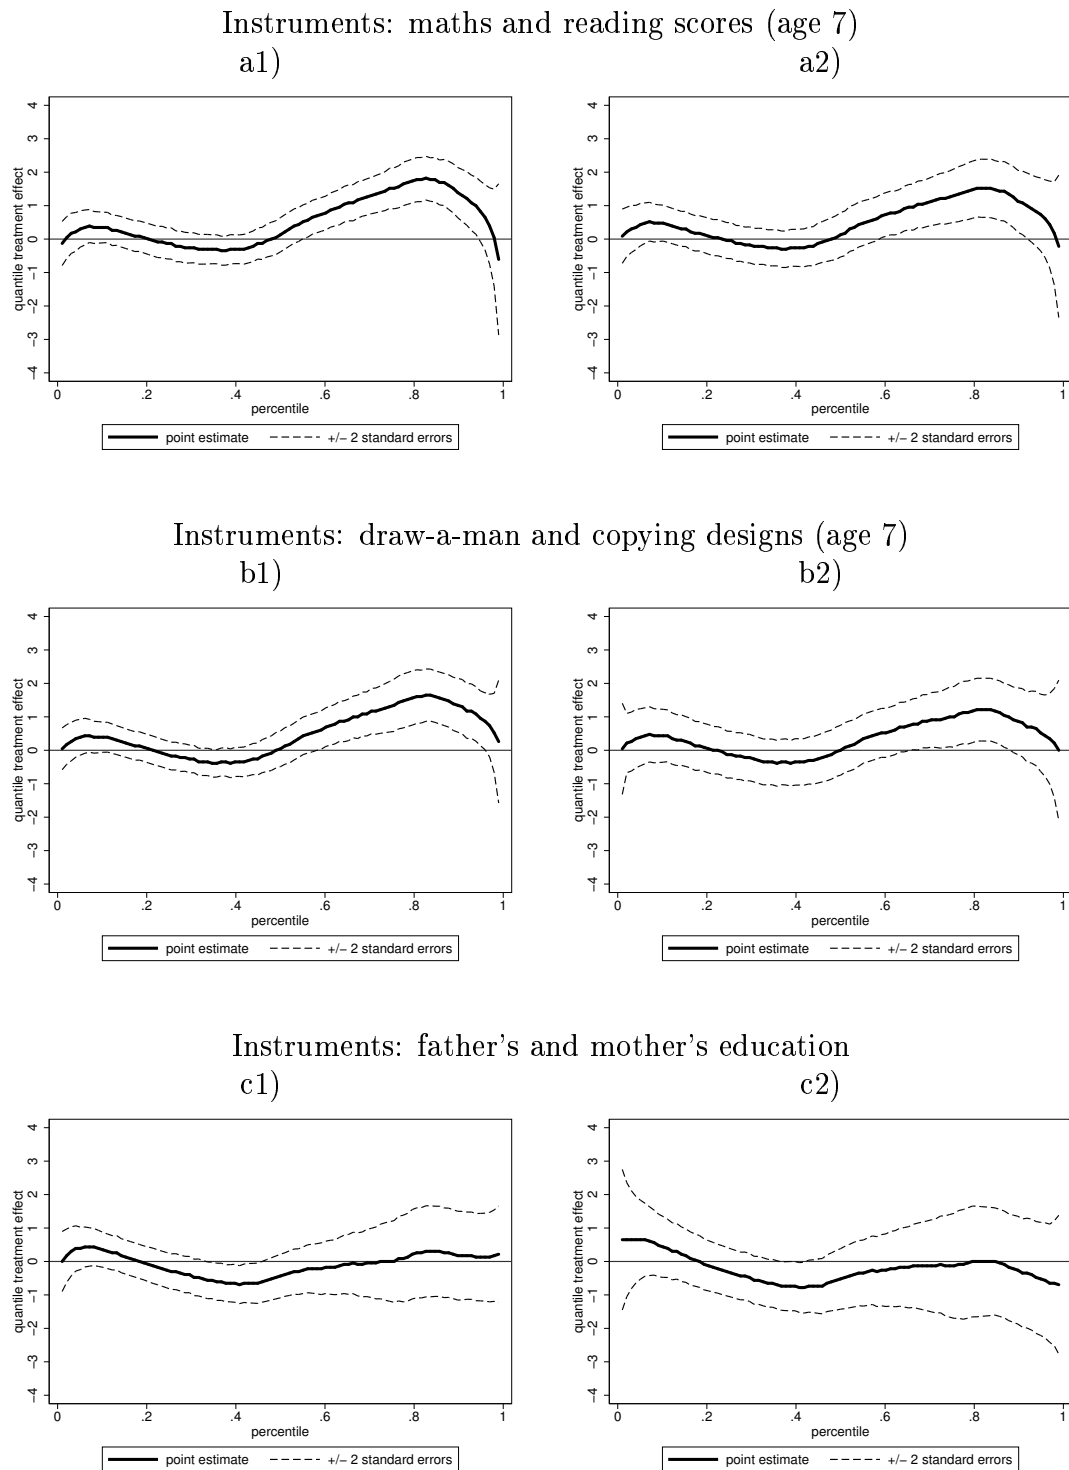 Instruments: maths and reading scores (age 7)
a1) a2)
quantile treatment effect
4
3
2
1
0
−1
−2
−3
−4
0 .2 .4 .6 .8 1
percentile
point estimate +/− 2 standard errors
quantile treatment effect
4
3
2
1
0
−1
−2
−3
−4
0 .2 .4 .6 .8 1
percentile
point estimate +/− 2 standard errors
Instruments: draw-a-man and copying designs (age 7)
b1) b2)
quantile treatment effect
4
3
2
1
0
−1
−2
−3
−4
0 .2 .4 .6 .8 1
percentile
point estimate +/− 2 standard errors
quantile treatment effect
4
3
2
1
0
−1
−2
−3
−4
0 .2 .4 .6 .8 1
percentile
point estimate +/− 2 standard errors
Instruments: father's and mother's education
c1) c2)
quantile treatment effect
4
3
2
1
0
−1
−2
−3
−4
0 .2 .4 .6 .8 1
percentile
point estimate +/− 2 standard errors
quantile treatment effect
4
3
2
1
0
−1
−2
−3
−4
0 .2 .4 .6 .8 1
percentile
point estimate +/− 2 standard errors